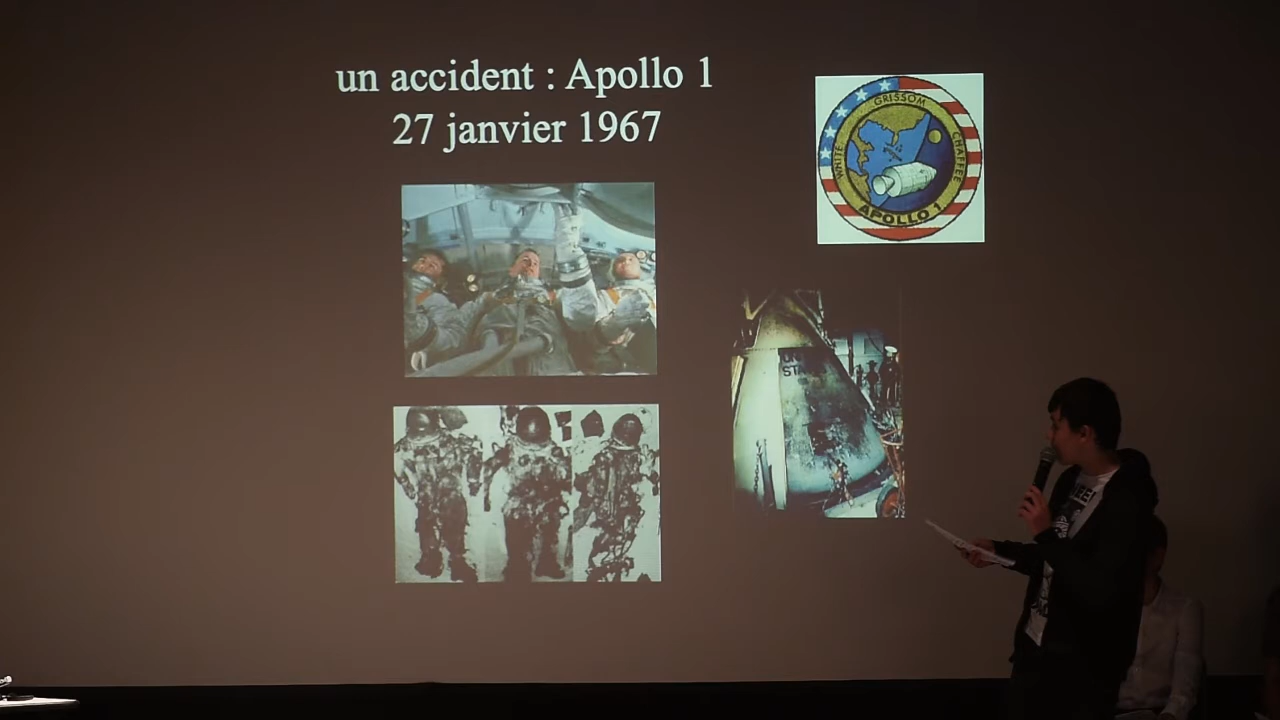 un accident : Apollo 1
27 janvier 1967
GRISSOM
WHITE
CHAFFEE
APOLLO 1